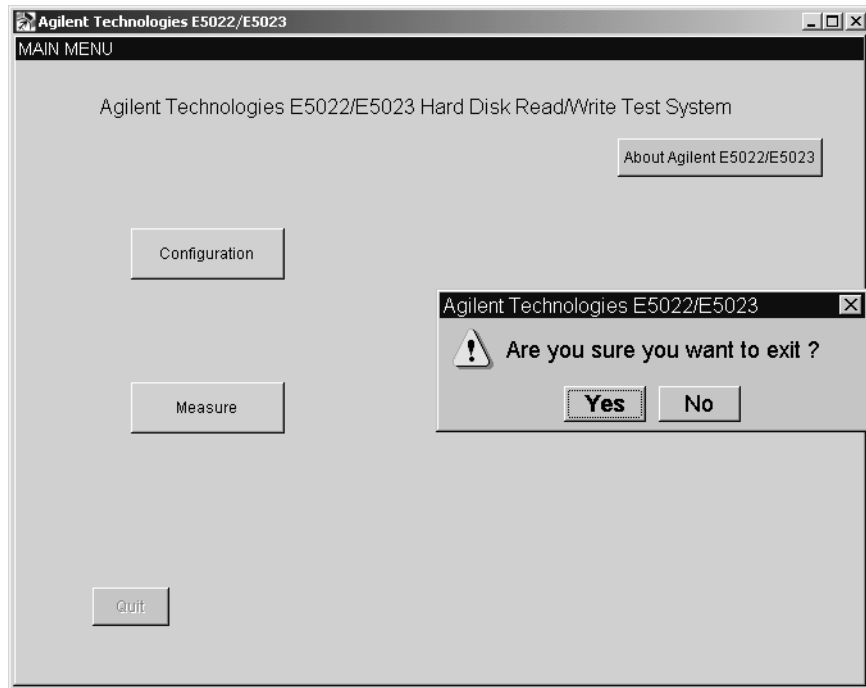 Agilent Technologies E5022/E5023
MAIN MENU
Agilent Technologies E5022/E5023 Hard Disk Read/Write Test System
About Agilent E5022/E5023
Configuration
Agilent Technologies E5022/E5023
Are you sure you want to exit ?
Yes No
Measure
Quit